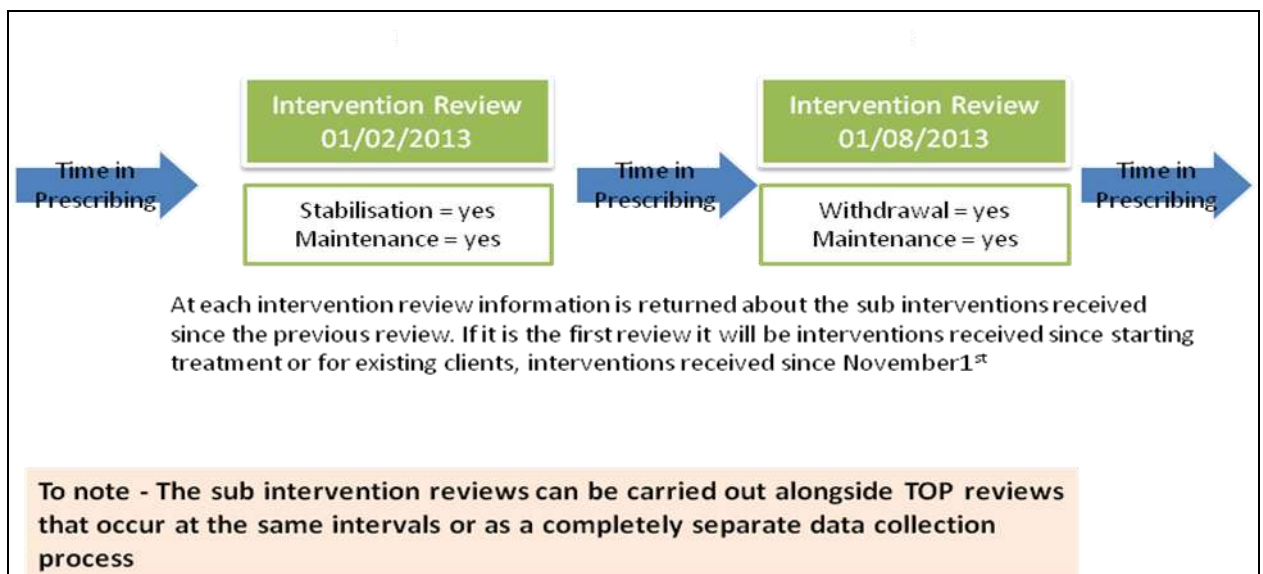 Intervention Review
01/02/2013
Intervention Review
01/08/2013
Time in
Prescribing
Stabilisation = yes
Maintenance = yes
Time in
Prescribing
Withdrawal = yes
Maintenance = yes
Time in
Prescribing
At each intervention review information is returned about the sub interventions received
since the previous review. If it is the first review it will be interventions received since starting
treatment or for existing clients, interventions received since November1st
To note - The sub intervention reviews can be carried out alongside TOP reviews
that occur at the same intervals or as a completely separate data collection
process